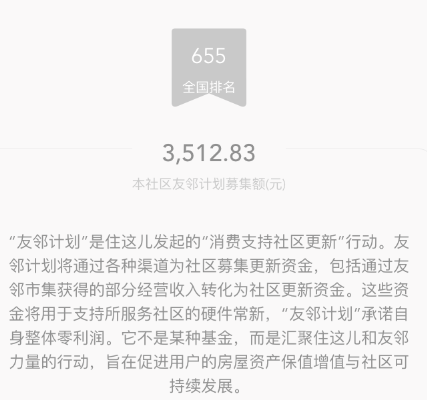 655
全国排名
3,512.83
本社区友邻计划募集额(元)
“友邻计划”是住这儿发起的“消费支持社区更新”行动。友
邻计划将通过各种渠道为社区募集更新资金，包括通过友
邻市集获得的部分经营收入转化为社区更新资金。这些资
金将用于支持所服务社区的硬件常新，“友邻计划”承诺自
身整体零利润。它不是某种基金，而是汇聚住这儿和友邻
力量的行动，旨在促进用户的房屋资产保值增值与社区可
持续发展。